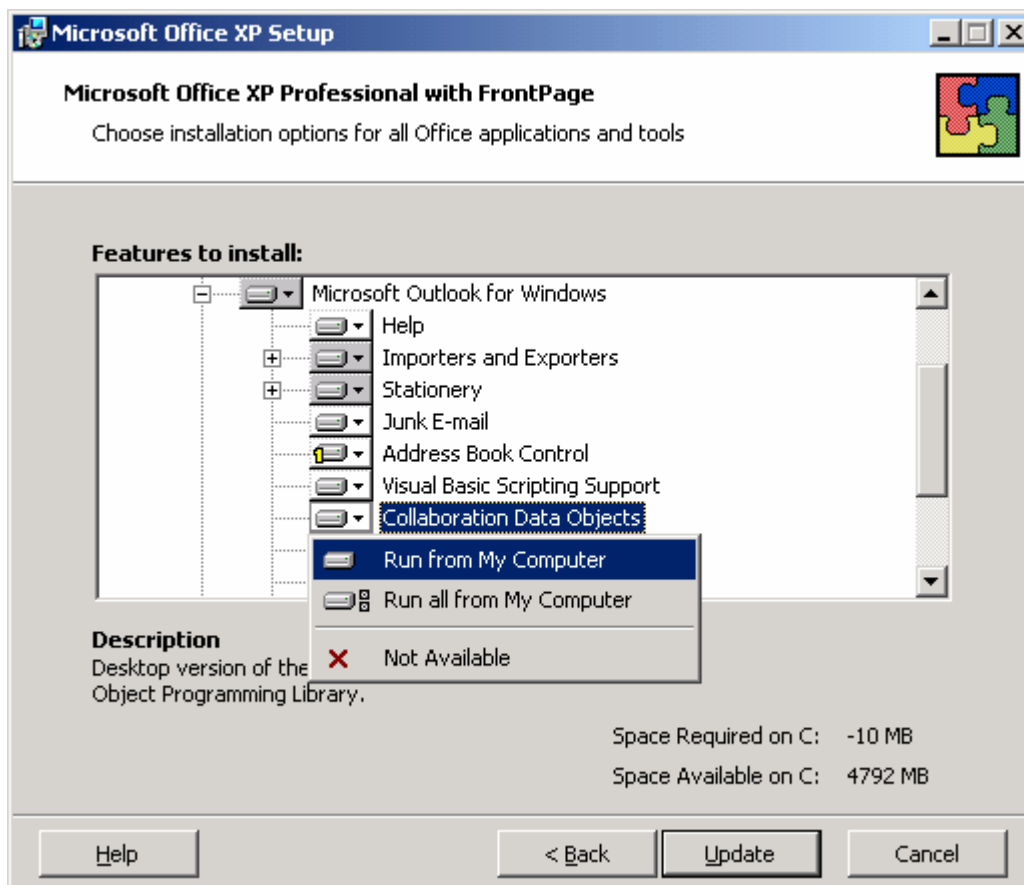 Microsoft Office XP Setup
Microsoft Office XP Professional with FrontPage
Choose installation options for all Office applications and tools
Features to install:
Microsoft Outlook for Windows
Help
Importers and Exporters
Stationery
Junk E-mail
1 Address Book Control
Visual Basic Scripting Support
Collaboration Data Objects
Run from My Computer
Run all from My Computer
Not Available
Description
Desktop version of the
Object Programming Library.
Space Required on C: -10 MB
Space Available on C: 4792 MB
Help < Back Update Cancel